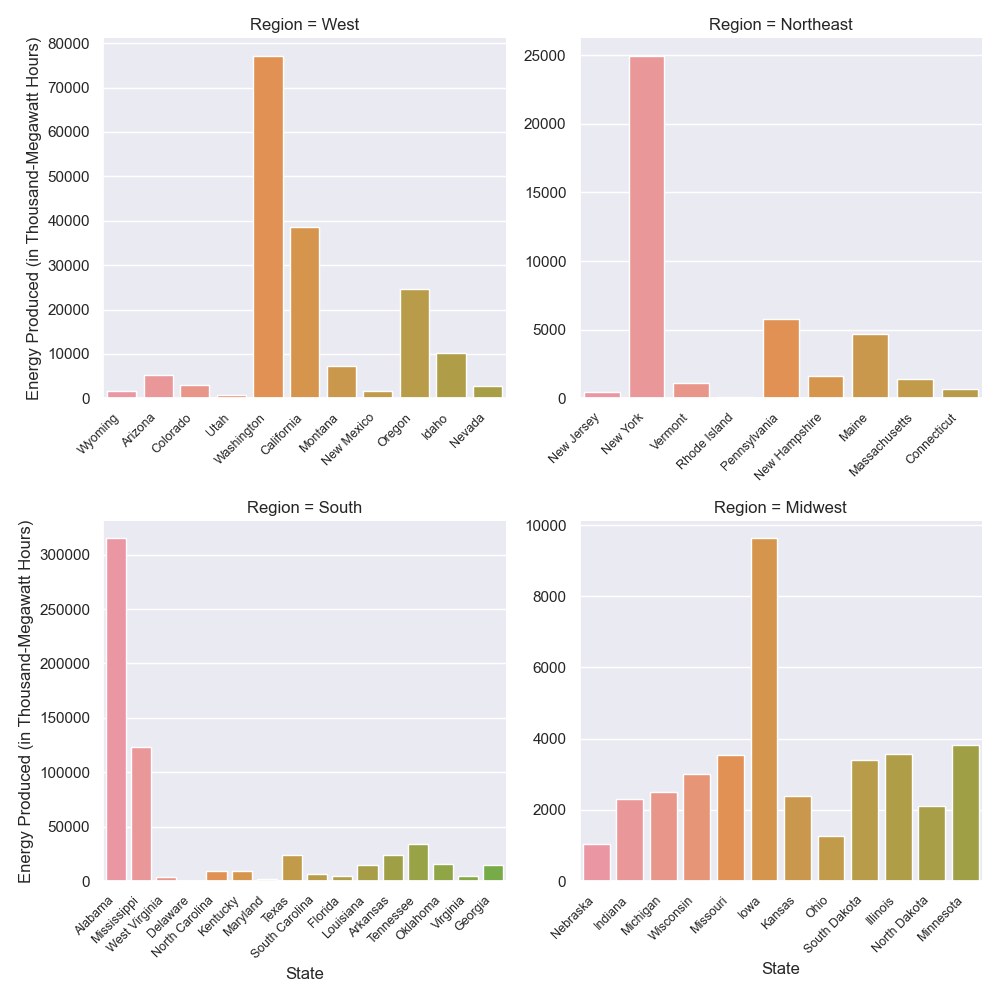 Region = West
Energy Produced (in Thousand-Megawatt Hours)
80000
70000
60000
50000
40000
30000
20000
10000
0
Wyoming
Arizona
Colorado
Utah
Washington
California
Montana
New Mexico
Oregon
Idaho
Nevada
Region = Northeast
25000
20000
15000
10000
5000
0
New Jersey
New York
Vermont
Rhode Island
Pennsylvania
New Hampshire
Maine
Massachusetts
Connecticut
Region = South
Energy Produced (in Thousand-Megawatt Hours)
300000
250000
200000
150000
100000
50000
0
Alabama
Mississippi
West Virginia
Delaware
North Carolina
Kentucky
Maryland
Texas
South Carolina
Florida
Louisiana
Arkansas
Tennessee
Oklahoma
Virginia
Georgia
State
Region = Midwest
10000
8000
6000
4000
2000
0
Nebraska
Indiana
Michigan
Wisconsin
Missouri
Iowa
Kansas
Ohio
South Dakota
Illinois
North Dakota
Minnesota
State